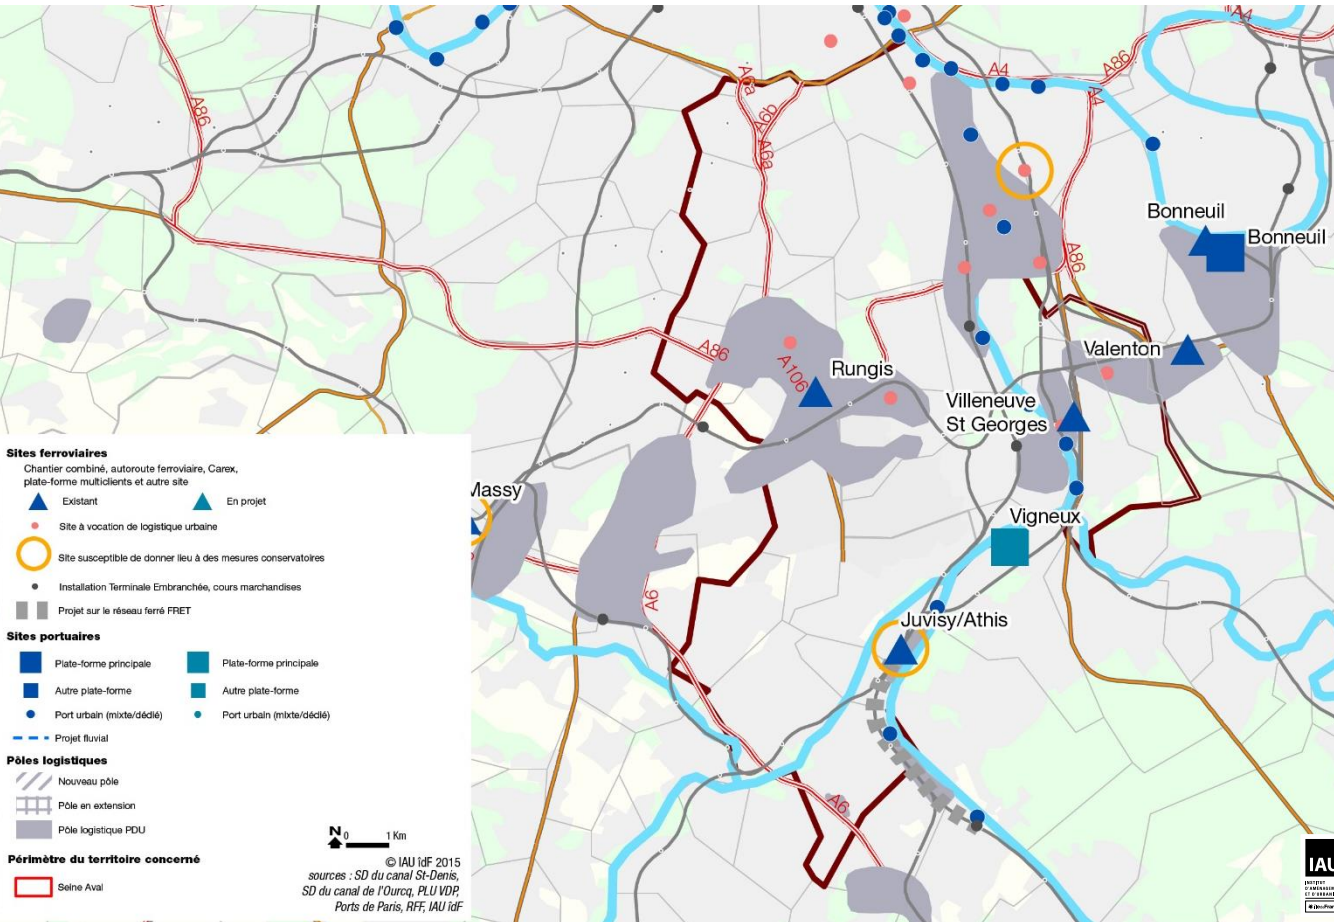 A4
A6a
A6b
A4
A86
A86
A4
A6a
Bonneuil
Bonneuil
A86
A86
A106
Rungis
Valenton
Villeneuve
St Georges
Massy
Vigneux
A6
Juvisy/Athis
A6
Sites ferroviaires
Chantier combiné, autoroute ferroviaire, Carex,
plate-forme multiclients et autre site
Existant
En projet
Site à vocation de logistique urbaine
Site susceptible de donner lieu à des mesures conservatoires
Installation Terminale Embranchée, cours marchandises
Projet sur le réseau ferré FRET
Sites portuaires
Plate-forme principale
Plate-forme principale
Autre plate-forme
Autre plate-forme
Port urbain (mixte/dédié)
Port urbain (mixte/dédié)
Projet fluvial
Pôles logistiques
Nouveau pôle
Pôle en extension
Pôle logistique PDU
Périmètre du territoire concerné
Seine Aval
N 0 1 Km
© IAU îdF 2015
sources : SD du canal St-Denis,
SD du canal de l'Ourcq, PLU VDP,
Ports de Paris, RFF, IAU îdF
IAU